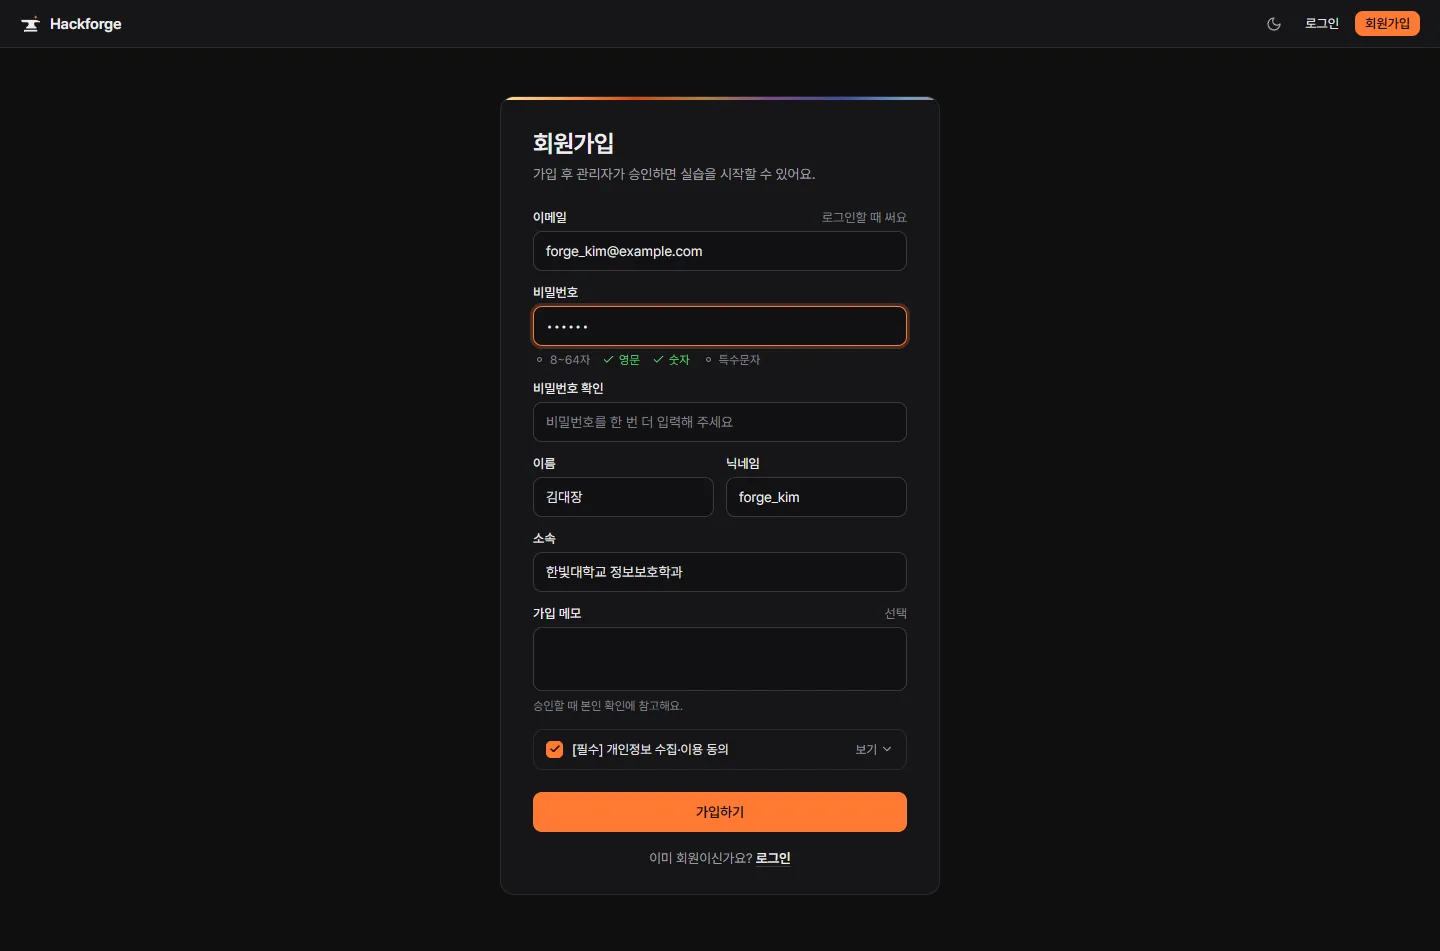 Hackforge
로그인
회원가입
회원가입
가입 후 관리자가 승인하면 실습을 시작할 수 있어요.
이메일
로그인할 때 써요
forge_kim@example.com
비밀번호
••••••
8~64자 영문 숫자 특수문자
비밀번호 확인
비밀번호를 한 번 더 입력해 주세요
이름
닉네임
김대장
forge_kim
소속
한빛대학교 정보보호학과
가입 메모
선택
승인할 때 본인 확인에 참고해요.
[필수] 개인정보 수집·이용 동의
보기
가입하기
이미 회원이신가요? 로그인